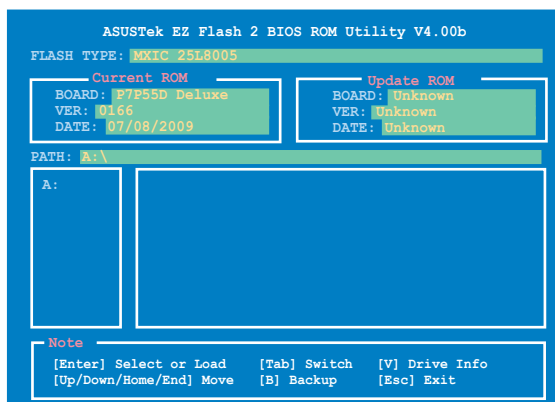 ASUSTek EZ Flash 2 BIOS ROM Utility V4.00b
FLASH TYPE: MXIC 25L8005
Current ROM
BOARD: P7P55D Deluxe
VER: 0166
DATE: 07/08/2009
Update ROM
BOARD: Unknown
VER: Unknown
DATE: Unknown
PATH: A:\
A:
Note
[Enter] Select or Load [Tab] Switch [V] Drive Info
[Up/Down/Home/End] Move [B] Backup [Esc] Exit